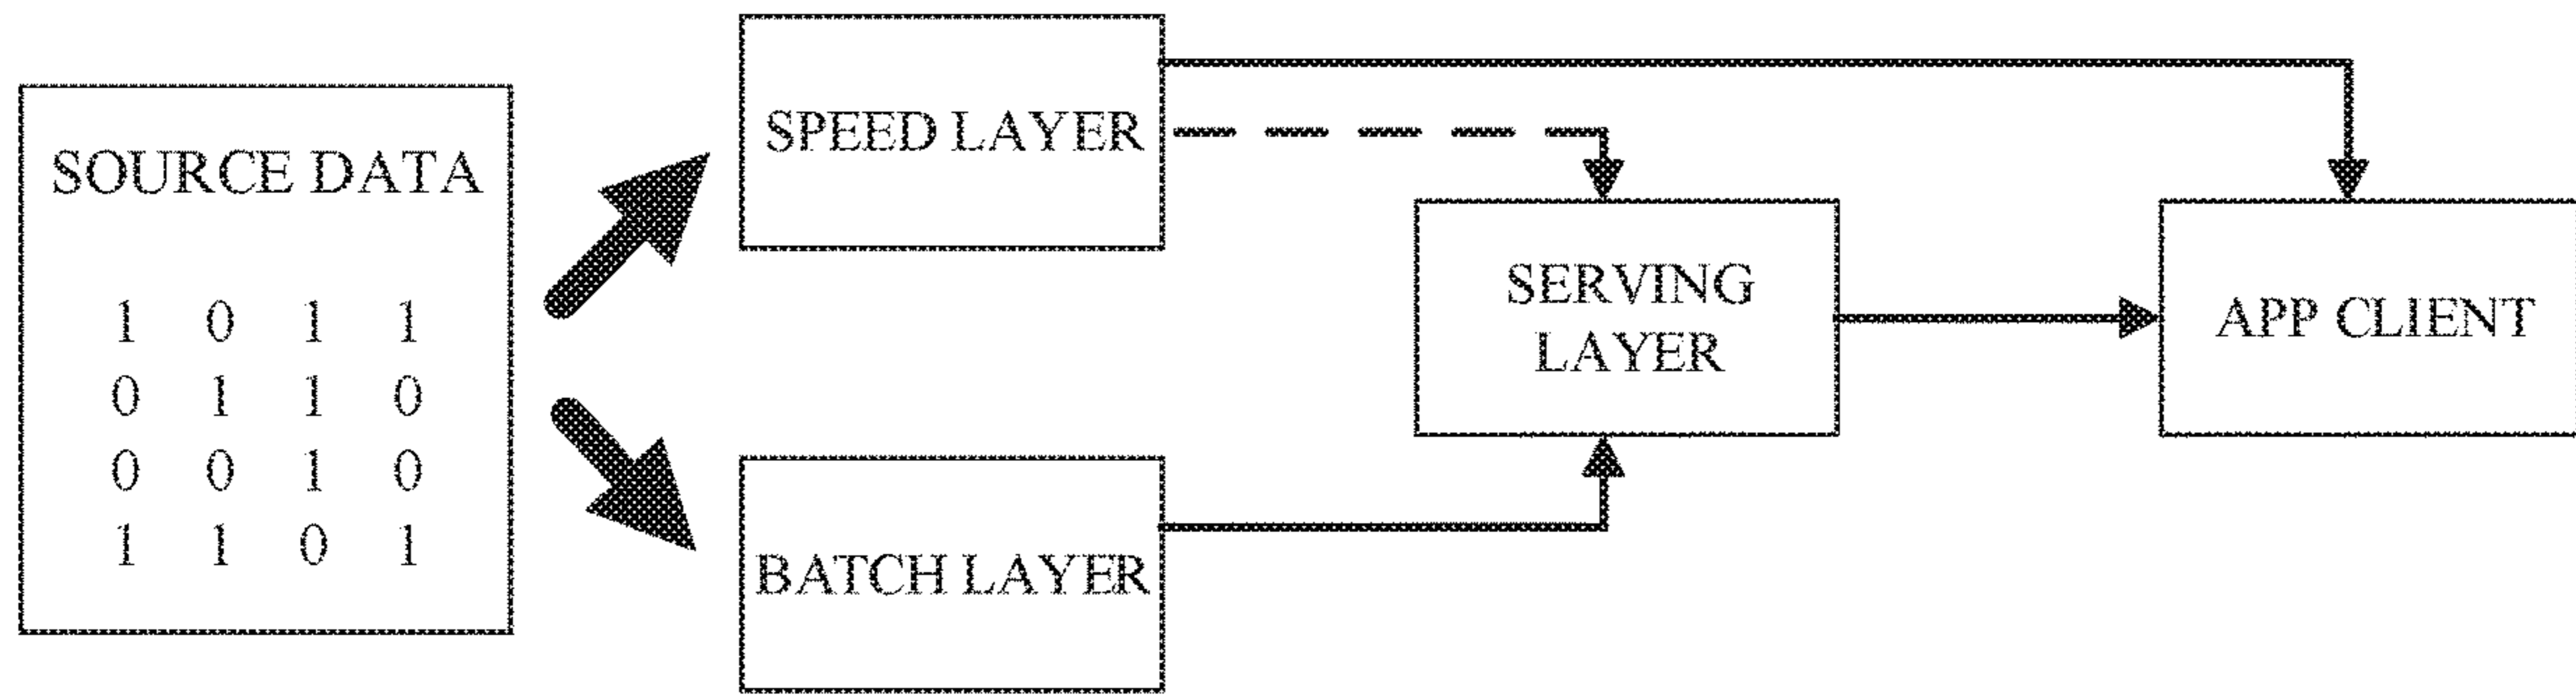 SOURCE DATA
1 0 1 1
0 1 1 0
0 0 1 0
1 1 0 1
SPEED LAYER
BATCH LAYER
SERVING
LAYER
APP CLIENT